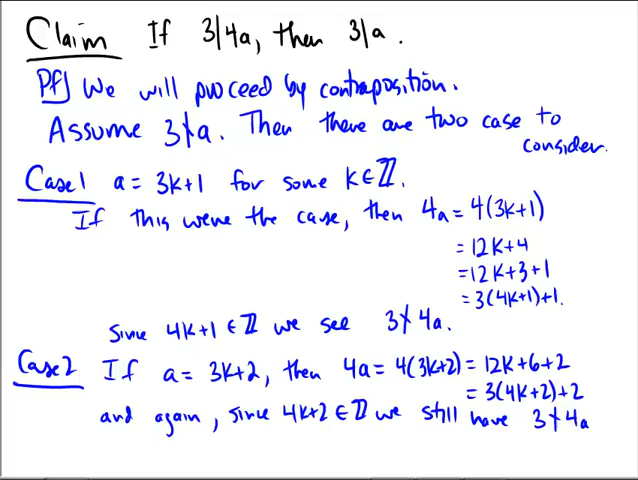 Claim If 3|4a, then 3|a.
Pf] We will proceed by contraposition.
Assume 3∤a. Then there are two case to
consider.
Case 1 a = 3k+1 for some k∈ℤ.
If this were the case, then 4a = 4(3k+1)
= 12k+4
= 12k+3+1
= 3(4k+1)+1.
Since 4k+1 ∈ ℤ we see 3∤4a.
Case 2 If a = 3k+2, then 4a = 4(3k+2) = 12k+6+2
= 3(4k+2)+2
and again, since 4k+2 ∈ ℤ we still have 3∤4a